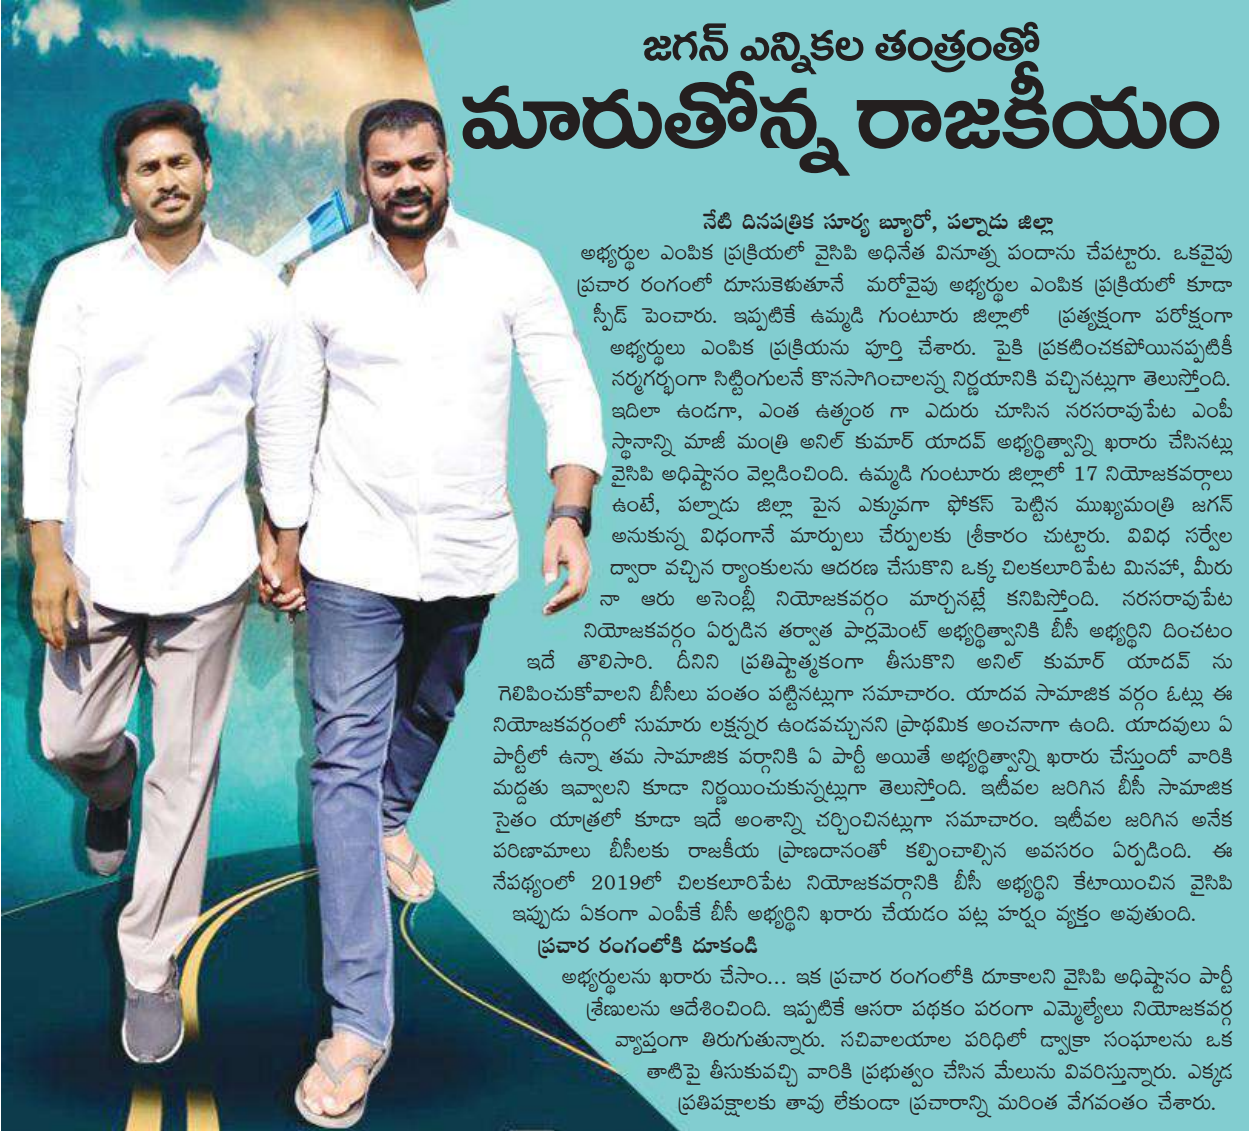 జగన్ ఎన్నికల తంత్రంతో
మారుతోన్న రాజకీయం
నేటి దినపత్రిక సూర్య బ్యూరో, పల్నాడు జిల్లా
అభ్యర్థుల ఎంపిక ప్రక్రియలో వైసిపి అధినేత వినూత్న పందాను చేపట్టారు. ఒకవైపు
ప్రచార రంగంలో దూసుకెళుతూనే మరోవైపు అభ్యర్థుల ఎంపిక ప్రక్రియలో కూడా
స్పీడ్ పెంచారు. ఇప్పటికే ఉమ్మడి గుంటూరు జిల్లాలో ప్రత్యక్షంగా పరోక్షంగా
అభ్యర్థులు ఎంపిక ప్రక్రియను పూర్తి చేశారు. పైకి ప్రకటించకపోయినప్పటికీ
నర్మగర్భంగా సిట్టింగులనే కొనసాగించాలన్న నిర్ణయానికి వచ్చినట్లుగా తెలుస్తోంది.
ఇదిలా ఉండగా, ఎంత ఉత్కంఠ గా ఎదురు చూసిన నరసరావుపేట ఎంపీ
స్థానాన్ని మాజీ మంత్రి అనిల్ కుమార్ యాదవ్ అభ్యర్థిత్వాన్ని ఖరారు చేసినట్లు
వైసిపి అధిష్టానం వెల్లడించింది. ఉమ్మడి గుంటూరు జిల్లాలో 17 నియోజకవర్గాలు
ఉంటే, పల్నాడు జిల్లా పైన ఎక్కువగా ఫోకస్ పెట్టిన ముఖ్యమంత్రి జగన్
అనుకున్న విధంగానే మార్పులు చేర్పులకు శ్రీకారం చుట్టారు. వివిధ సర్వేల
ద్వారా వచ్చిన ర్యాంకులను ఆదరణ చేసుకొని ఒక్క చిలకలూరిపేట మినహా, మీరు
నా ఆరు అసెంబ్లీ నియోజకవర్గం మార్చనట్లే కనిపిస్తోంది. నరసరావుపేట
నియోజకవర్గం ఏర్పడిన తర్వాత పార్లమెంట్ అభ్యర్థిత్వానికి బీసీ అభ్యర్థిని దించటం
ఇదే తొలిసారి. దీనిని ప్రతిష్టాత్మకంగా తీసుకొని అనిల్ కుమార్ యాదవ్ ను
గెలిపించుకోవాలని బీసీలు పంతం పట్టినట్లుగా సమాచారం. యాదవ సామాజిక వర్గం ఓట్లు ఈ
నియోజకవర్గంలో సుమారు లక్షన్నర ఉండవచ్చునని ప్రాథమిక అంచనాగా ఉంది. యాదవులు ఏ
పార్టీలో ఉన్నా తమ సామాజిక వర్గానికి ఏ పార్టీ అయితే అభ్యర్థిత్వాన్ని ఖరారు చేస్తుందో వారికి
మద్దతు ఇవ్వాలని కూడా నిర్ణయించుకున్నట్లుగా తెలుస్తోంది. ఇటీవల జరిగిన బీసీ సామాజిక
సైతం యాత్రలో కూడా ఇదే అంశాన్ని చర్చించినట్లుగా సమాచారం. ఇటీవల జరిగిన అనేక
పరిణామాలు బీసీలకు రాజకీయ ప్రాణదానంతో కల్పించాల్సిన అవసరం ఏర్పడింది. ఈ
నేపథ్యంలో 2019లో చిలకలూరిపేట నియోజకవర్గానికి బీసీ అభ్యర్థిని కేటాయించిన వైసిపి
ఇప్పుడు ఏకంగా ఎంపీకే బీసీ అభ్యర్థిని ఖరారు చేయడం పట్ల హర్షం వ్యక్తం అవుతుంది.
ప్రచార రంగంలోకి దూకండి
అభ్యర్థులను ఖరారు చేసాం... ఇక ప్రచార రంగంలోకి దూకాలని వైసిపి అధిష్టానం పార్టీ
శ్రేణులను ఆదేశించింది. ఇప్పటికే ఆసరా పథకం పరంగా ఎమ్మెల్యేలు నియోజకవర్గ
వ్యాప్తంగా తిరుగుతున్నారు. సచివాలయాల పరిధిలో డ్వాక్రా సంఘాలను ఒక
తాటిపై తీసుకువచ్చి వారికి ప్రభుత్వం చేసిన మేలును వివరిస్తున్నారు. ఎక్కడ
ప్రతిపక్షాలకు తావు లేకుండా ప్రచారాన్ని మరింత వేగవంతం చేశారు.